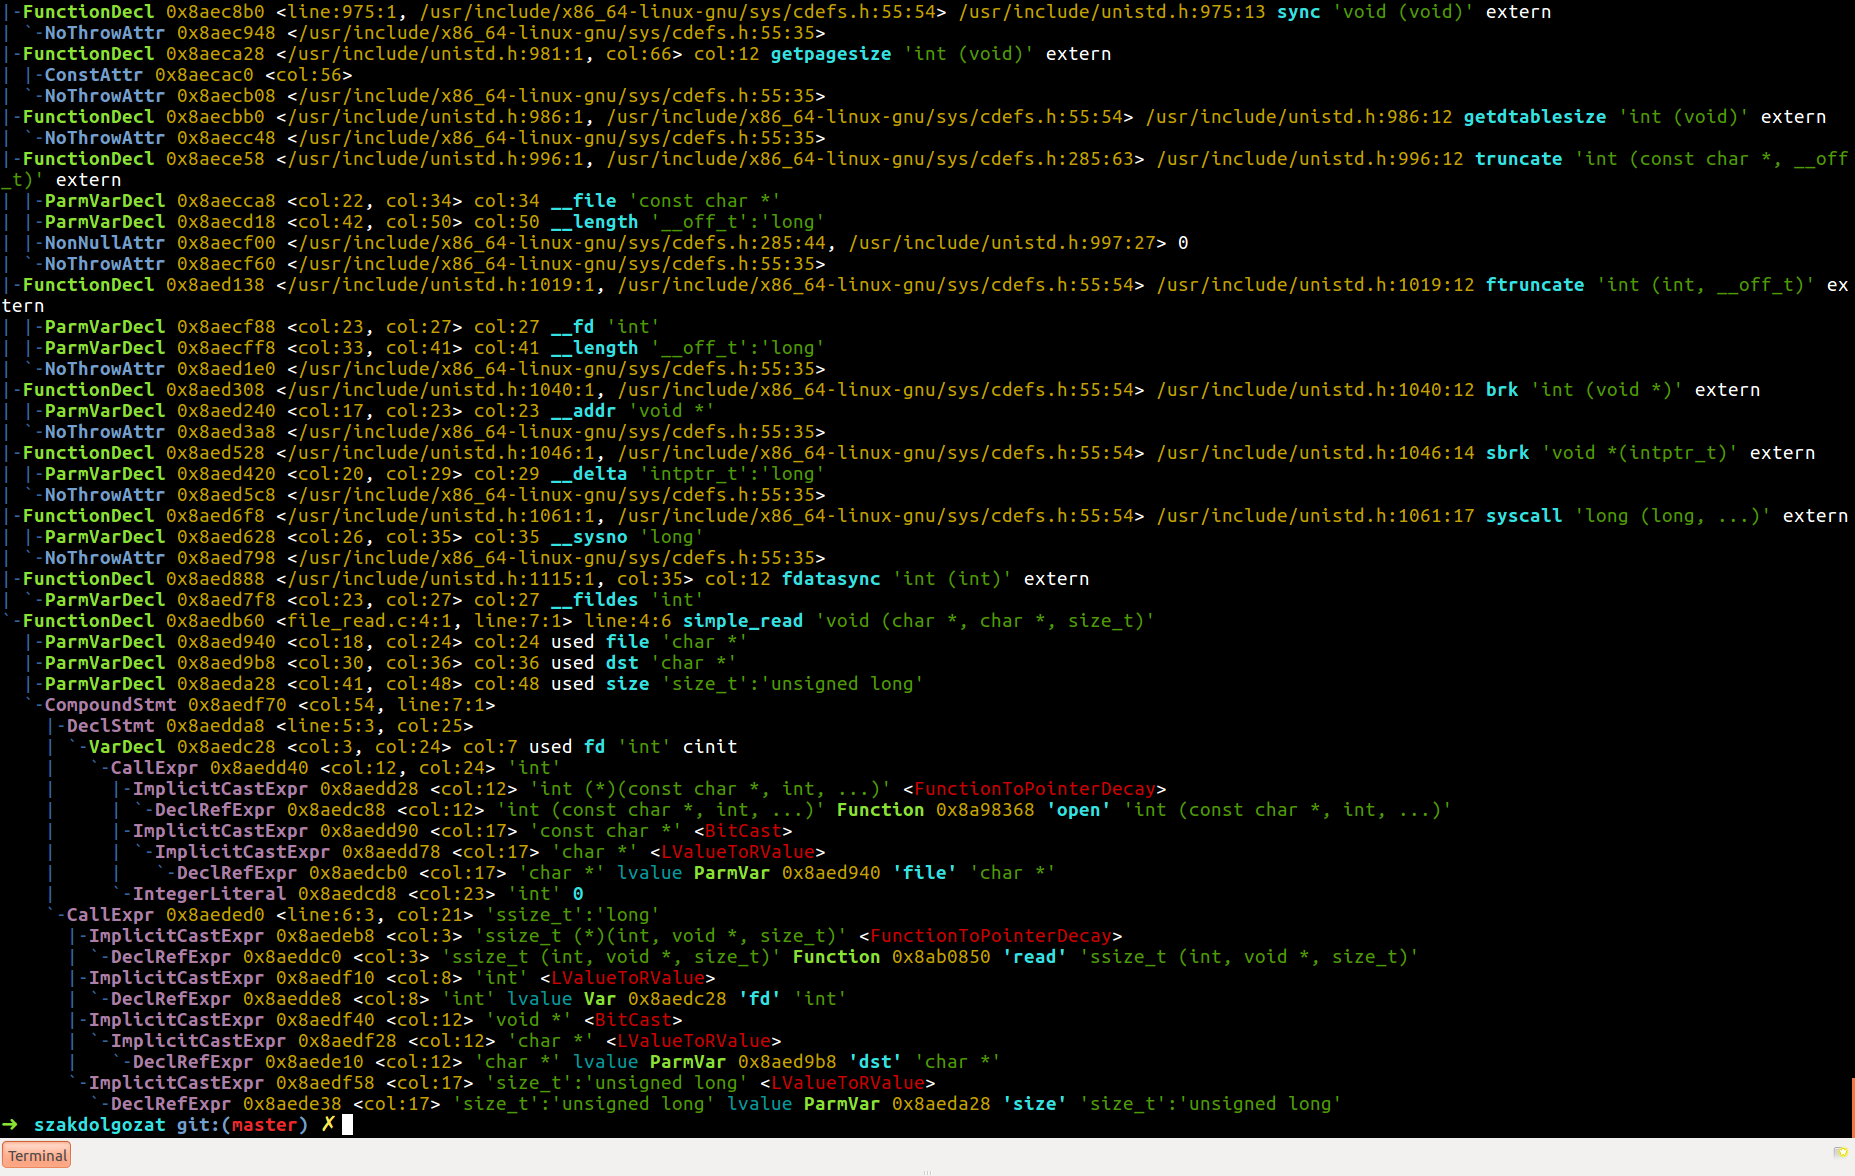 |-FunctionDecl 0x8aec8b0 <line:975:1, /usr/include/x86_64-linux-gnu/sys/cdefs.h:55:54> /usr/include/unistd.h:975:13 sync 'void (void)' extern
| `-NoThrowAttr 0x8aec948 </usr/include/x86_64-linux-gnu/sys/cdefs.h:55:35>
|-FunctionDecl 0x8aeca28 </usr/include/unistd.h:981:1, col:66> col:12 getpagesize 'int (void)' extern
| |-ConstAttr 0x8aecac0 <col:56>
| `-NoThrowAttr 0x8aecb08 </usr/include/x86_64-linux-gnu/sys/cdefs.h:55:35>
|-FunctionDecl 0x8aecbb0 </usr/include/unistd.h:986:1, /usr/include/x86_64-linux-gnu/sys/cdefs.h:55:54> /usr/include/unistd.h:986:12 getdtablesize 'int (void)' extern
| `-NoThrowAttr 0x8aecc48 </usr/include/x86_64-linux-gnu/sys/cdefs.h:55:35>
|-FunctionDecl 0x8aece58 </usr/include/unistd.h:996:1, /usr/include/x86_64-linux-gnu/sys/cdefs.h:285:63> /usr/include/unistd.h:996:12 truncate 'int (const char *, __off
_t)' extern
| |-ParmVarDecl 0x8aecca8 <col:22, col:34> col:34 __file 'const char *'
| |-ParmVarDecl 0x8aecd18 <col:42, col:50> col:50 __length '__off_t':'long'
| |-NonNullAttr 0x8aecf00 </usr/include/x86_64-linux-gnu/sys/cdefs.h:285:44, /usr/include/unistd.h:997:27> 0
| `-NoThrowAttr 0x8aecf60 </usr/include/x86_64-linux-gnu/sys/cdefs.h:55:35>
|-FunctionDecl 0x8aed138 </usr/include/unistd.h:1019:1, /usr/include/x86_64-linux-gnu/sys/cdefs.h:55:54> /usr/include/unistd.h:1019:12 ftruncate 'int (int, __off_t)' ex
tern
| |-ParmVarDecl 0x8aecf88 <col:23, col:27> col:27 __fd 'int'
| |-ParmVarDecl 0x8aecff8 <col:33, col:41> col:41 __length '__off_t':'long'
| `-NoThrowAttr 0x8aed1e0 </usr/include/x86_64-linux-gnu/sys/cdefs.h:55:35>
|-FunctionDecl 0x8aed308 </usr/include/unistd.h:1040:1, /usr/include/x86_64-linux-gnu/sys/cdefs.h:55:54> /usr/include/unistd.h:1040:12 brk 'int (void *)' extern
| |-ParmVarDecl 0x8aed240 <col:17, col:23> col:23 __addr 'void *'
| `-NoThrowAttr 0x8aed3a8 </usr/include/x86_64-linux-gnu/sys/cdefs.h:55:35>
|-FunctionDecl 0x8aed528 </usr/include/unistd.h:1046:1, /usr/include/x86_64-linux-gnu/sys/cdefs.h:55:54> /usr/include/unistd.h:1046:14 sbrk 'void *(intptr_t)' extern
| |-ParmVarDecl 0x8aed420 <col:20, col:29> col:29 __delta 'intptr_t':'long'
| `-NoThrowAttr 0x8aed5c8 </usr/include/x86_64-linux-gnu/sys/cdefs.h:55:35>
|-FunctionDecl 0x8aed6f8 </usr/include/unistd.h:1061:1, /usr/include/x86_64-linux-gnu/sys/cdefs.h:55:54> /usr/include/unistd.h:1061:17 syscall 'long (long, ...)' extern
| |-ParmVarDecl 0x8aed628 <col:26, col:35> col:35 __sysno 'long'
| `-NoThrowAttr 0x8aed798 </usr/include/x86_64-linux-gnu/sys/cdefs.h:55:35>
|-FunctionDecl 0x8aed888 </usr/include/unistd.h:1115:1, col:35> col:12 fdatasync 'int (int)' extern
| `-ParmVarDecl 0x8aed7f8 <col:23, col:27> col:27 __fildes 'int'
`-FunctionDecl 0x8aedb60 <file_read.c:4:1, line:7:1> line:4:6 simple_read 'void (char *, char *, size_t)'
  |-ParmVarDecl 0x8aed940 <col:18, col:24> col:24 used file 'char *'
  |-ParmVarDecl 0x8aed9b8 <col:30, col:36> col:36 used dst 'char *'
  |-ParmVarDecl 0x8aeda28 <col:41, col:48> col:48 used size 'size_t':'unsigned long'
  `-CompoundStmt 0x8aedf70 <col:54, line:7:1>
    |-DeclStmt 0x8aedda8 <line:5:3, col:25>
    | `-VarDecl 0x8aedc28 <col:3, col:24> col:7 used fd 'int' cinit
    |   `-CallExpr 0x8aedd40 <col:12, col:24> 'int'
    |     |-ImplicitCastExpr 0x8aedd28 <col:12> 'int (*)(const char *, int, ...)' <FunctionToPointerDecay>
    |     | `-DeclRefExpr 0x8aedc88 <col:12> 'int (const char *, int, ...)' Function 0x8a98368 'open' 'int (const char *, int, ...)'
    |     |-ImplicitCastExpr 0x8aedd90 <col:17> 'const char *' <BitCast>
    |     | `-ImplicitCastExpr 0x8aedd78 <col:17> 'char *' <LValueToRValue>
    |     |   `-DeclRefExpr 0x8aedcb0 <col:17> 'char *' lvalue ParmVar 0x8aed940 'file' 'char *'
    |     `-IntegerLiteral 0x8aedcd8 <col:23> 'int' 0
    `-CallExpr 0x8aeded0 <line:6:3, col:21> 'ssize_t':'long'
      |-ImplicitCastExpr 0x8aedeb8 <col:3> 'ssize_t (*)(int, void *, size_t)' <FunctionToPointerDecay>
      | `-DeclRefExpr 0x8aeddc0 <col:3> 'ssize_t (int, void *, size_t)' Function 0x8ab0850 'read' 'ssize_t (int, void *, size_t)'
      |-ImplicitCastExpr 0x8aedf10 <col:8> 'int' <LValueToRValue>
      | `-DeclRefExpr 0x8aedde8 <col:8> 'int' lvalue Var 0x8aedc28 'fd' 'int'
      |-ImplicitCastExpr 0x8aedf40 <col:12> 'void *' <BitCast>
      | `-ImplicitCastExpr 0x8aedf28 <col:12> 'char *' <LValueToRValue>
      |   `-DeclRefExpr 0x8aede10 <col:12> 'char *' lvalue ParmVar 0x8aed9b8 'dst' 'char *'
      `-ImplicitCastExpr 0x8aedf58 <col:17> 'size_t':'unsigned long' <LValueToRValue>
        `-DeclRefExpr 0x8aede38 <col:17> 'size_t':'unsigned long' lvalue ParmVar 0x8aeda28 'size' 'size_t':'unsigned long'
➜ szakdolgozat git:(master) ✗
Terminal